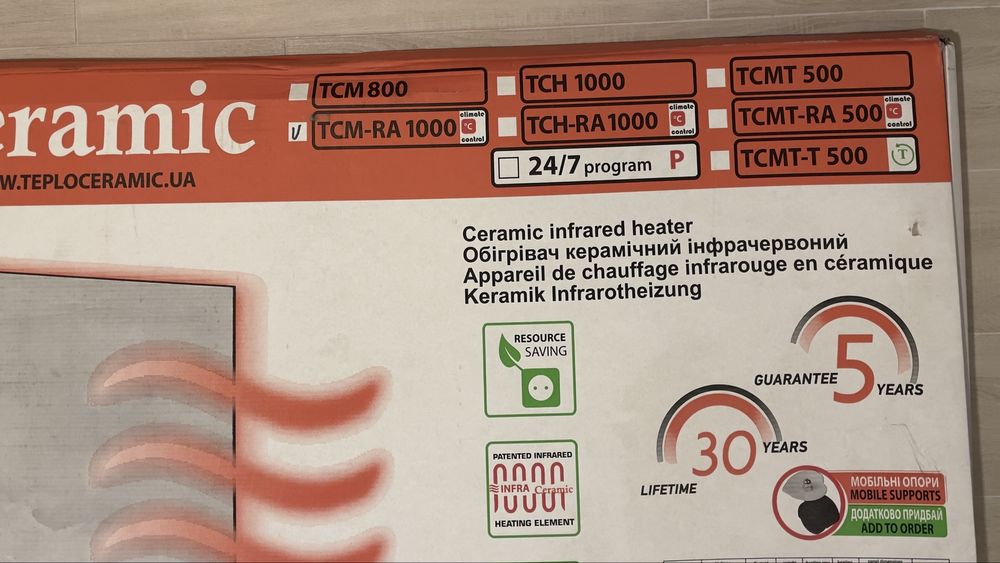 eramic
W.TEPLOCERAMIC.UA
TCM 800
TCM-RA 1000 climate °C control
TCH 1000
TCH-RA 1000 climate °C control
24/7 program P
TCMT 500
TCMT-RA 500 climate °C control
TCMT-T 500 T
Ceramic infrared heater
Обігрівач керамічний інфрачервоний
Appareil de chauffage infrarouge en céramique
Keramik Infrarotheizung
RESOURCE
SAVING
GUARANTEE 5 YEARS
30 YEARS
LIFETIME
PATENTED INFRARED
INFRA Ceramic
HEATING ELEMENT
МОБІЛЬНІ ОПОРИ
MOBILE SUPPORTS
ДОДАТКОВО ПРИДБАЙ
ADD TO ORDER